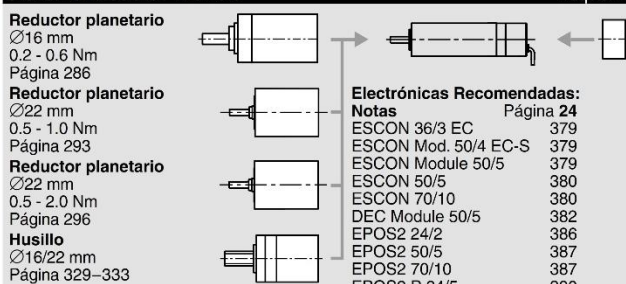 Reductor planetario
∅16 mm
0.2 - 0.6 Nm
Página 286
Reductor planetario
∅22 mm
0.5 - 1.0 Nm
Página 293
Reductor planetario
∅22 mm
0.5 - 2.0 Nm
Página 296
Husillo
∅16/22 mm
Página 329–333
Electrónicas Recomendadas:
Notas Página 24
ESCON 36/3 EC 379
ESCON Mod. 50/4 EC-S 379
ESCON Module 50/5 379
ESCON 50/5 380
ESCON 70/10 380
DEC Module 50/5 382
EPOS2 24/2 386
EPOS2 50/5 387
EPOS2 70/10 387